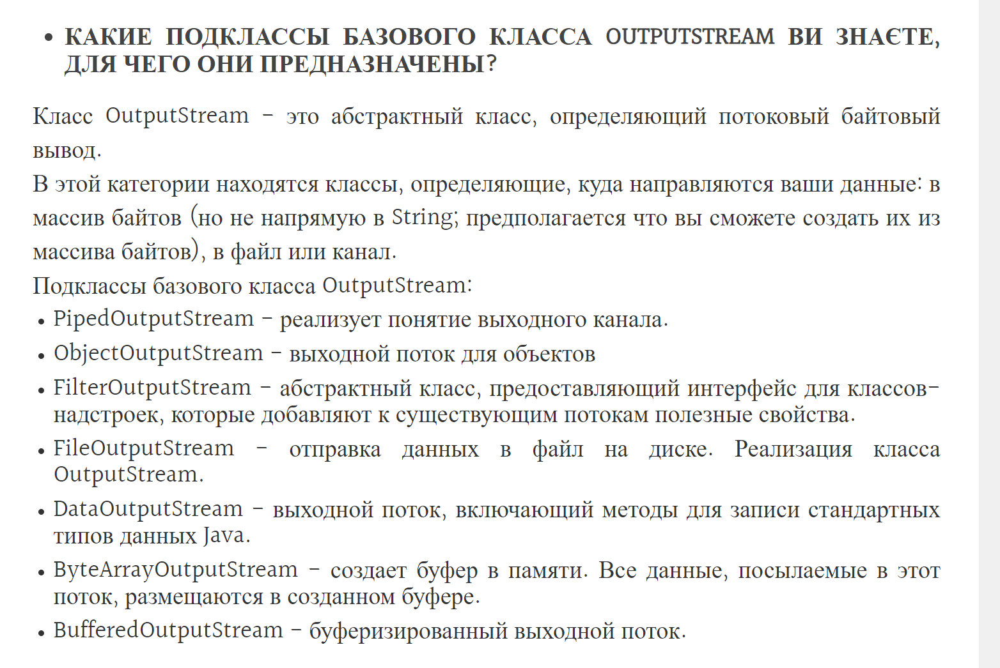 • КАКИЕ ПОДКЛАССЫ БАЗОВОГО КЛАССА OUTPUTSTREAM ВИ ЗНАЄТЕ,
ДЛЯ ЧЕГО ОНИ ПРЕДНАЗНАЧЕНЫ?
Класс OutputStream – это абстрактный класс, определяющий потоковый байтовый
вывод.
В этой категории находятся классы, определяющие, куда направляются ваши данные: в
массив байтов (но не напрямую в String; предполагается что вы сможете создать их из
массива байтов), в файл или канал.
Подклассы базового класса OutputStream:
• PipedOutputStream – реализует понятие выходного канала.
• ObjectOutputStream – выходной поток для объектов
• FilterOutputStream – абстрактный класс, предоставляющий интерфейс для классов-
надстроек, которые добавляют к существующим потокам полезные свойства.
• FileOutputStream – отправка данных в файл на диске. Реализация класса
OutputStream.
• DataOutputStream – выходной поток, включающий методы для записи стандартных
типов данных Java.
• ByteArrayOutputStream – создает буфер в памяти. Все данные, посылаемые в этот
поток, размещаются в созданном буфере.
• BufferedOutputStream – буферизированный выходной поток.